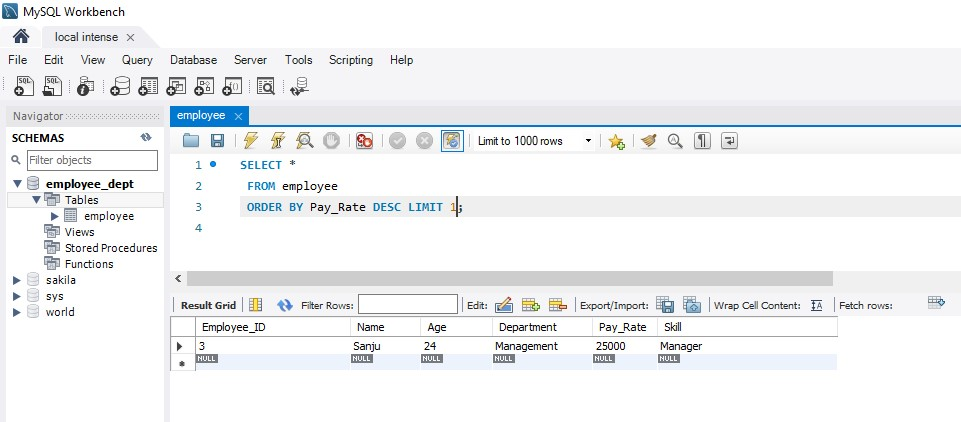 MySQL Workbench
local intense
File Edit View Query Database Server Tools Scripting Help
SQL SQL
Navigator
SCHEMAS
Filter objects
employee_dept
Tables
employee
Views
Stored Procedures
Functions
sakila
sys
world
employee
Limit to 1000 rows
1 SELECT *
2 FROM employee
3 ORDER BY Pay_Rate DESC LIMIT 1;
4
Result Grid Filter Rows: Edit: Export/Import: Wrap Cell Content: IA Fetch rows:
Employee_ID Name Age Department Pay_Rate Skill
3 Sanju 24 Management 25000 Manager
NULL NULL NULL NULL NULL NULL